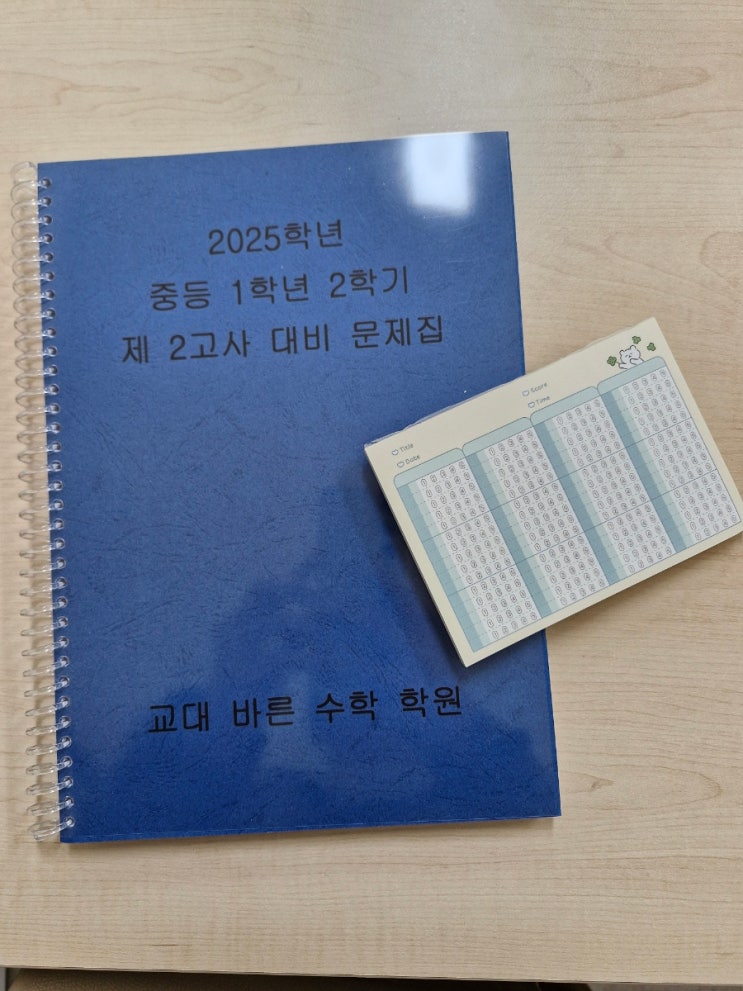 2025학년
중등 1학년 2학기
제 2고사 대비 문제집
교대 바른 수학 학원
Score
Time
Title
Date